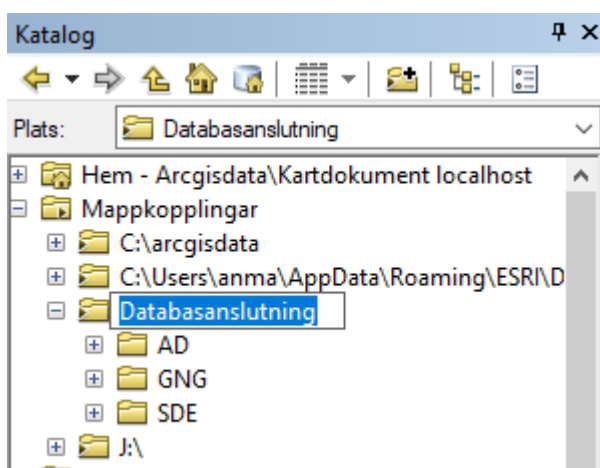 Katalog
Plats: Databasanslutning
Hem - Arcgisdata\Kartdokument localhost
Mappkopplingar
C:\arcgisdata
C:\Users\anma\AppData\Roaming\ESRI\D
Databasanslutning
AD
GNG
SDE
J:\